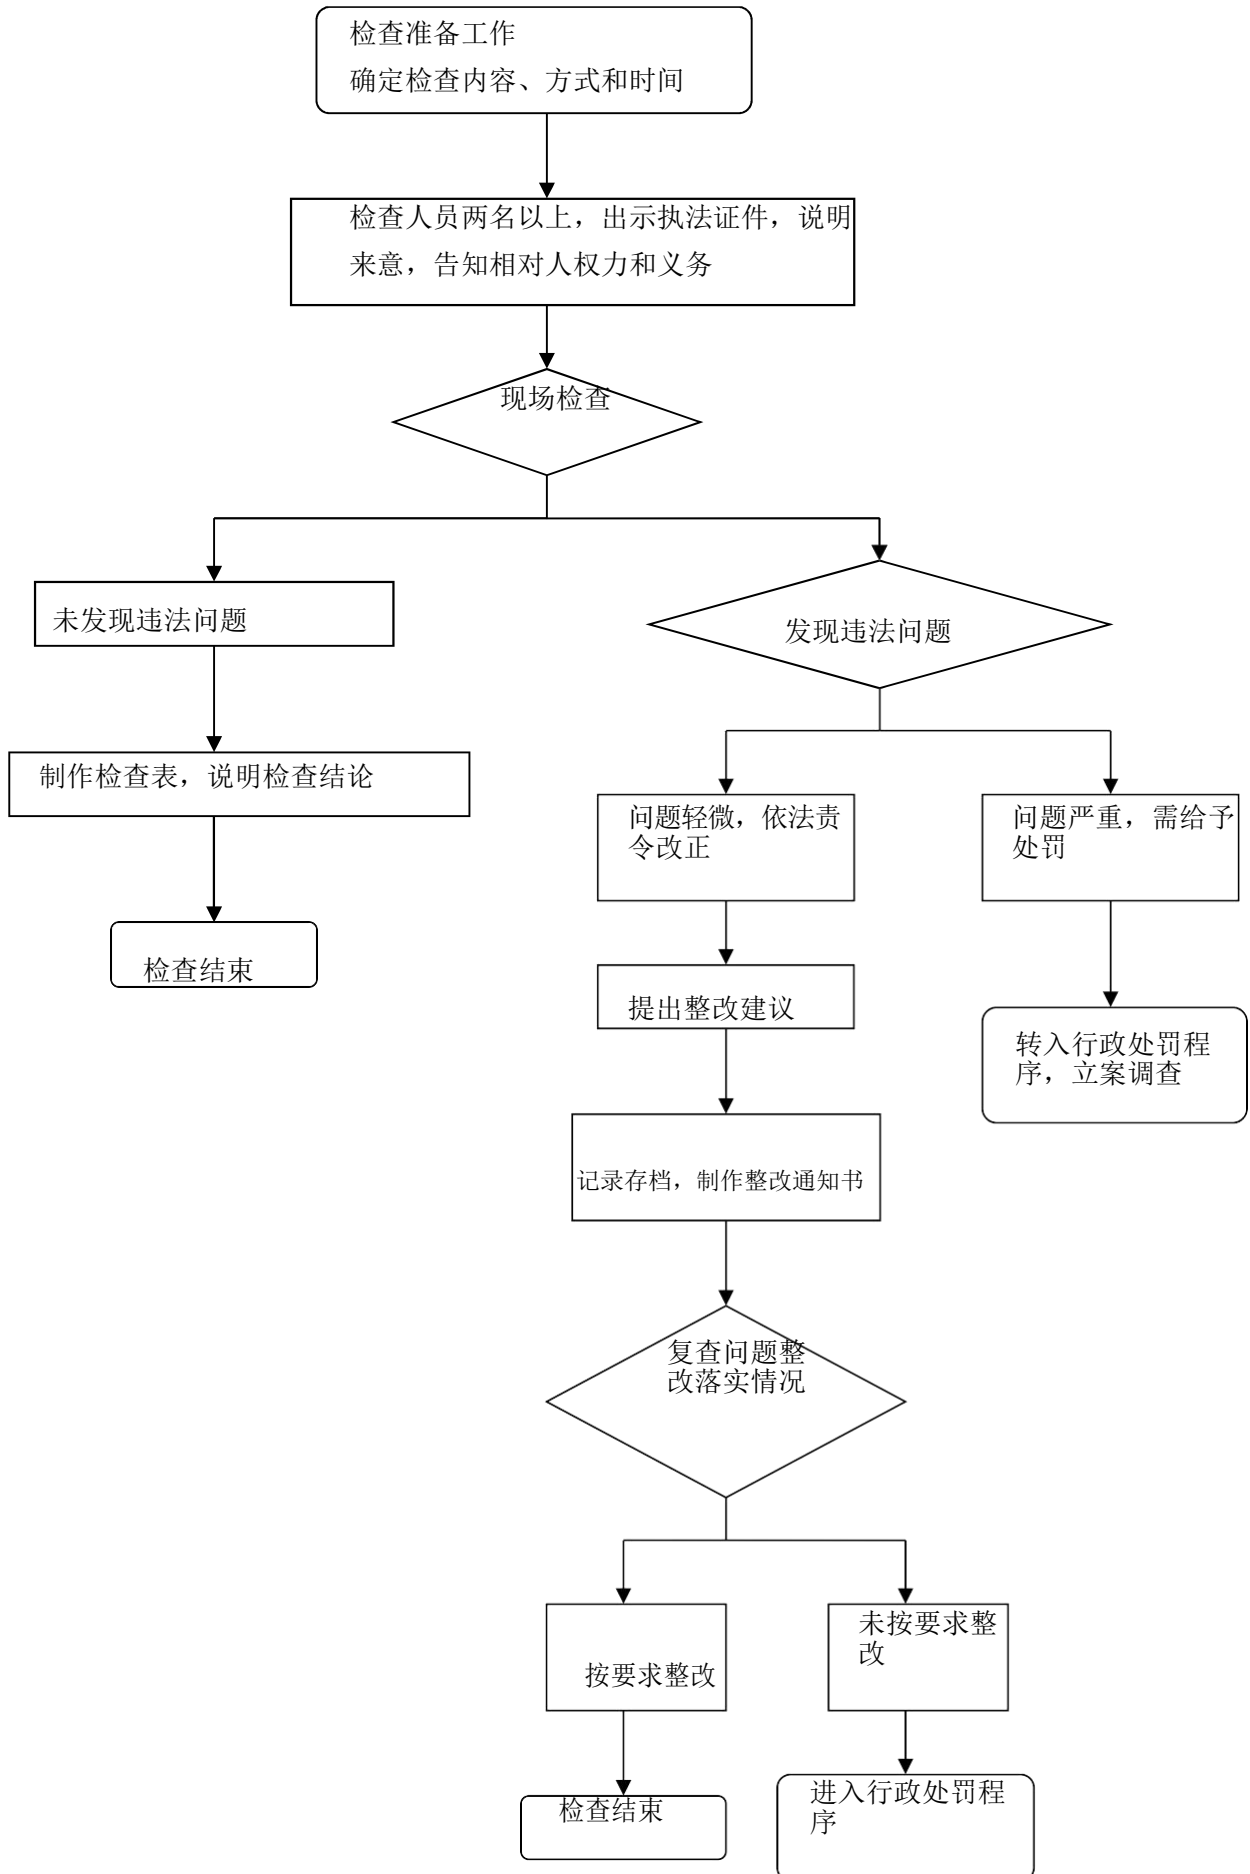 检查准备工作
确定检查内容、方式和时间
检查人员两名以上，出示执法证件，说明
来意，告知相对人权力和义务
现场检查
未发现违法问题
发现违法问题
制作检查表，说明检查结论
问题轻微，依法责
令改正
问题严重，需给予
处罚
检查结束
提出整改建议
转入行政处罚程
序，立案调查
记录存档，制作整改通知书
复查问题整
改落实情况
按要求整改
未按要求整
改
检查结束
进入行政处罚程
序